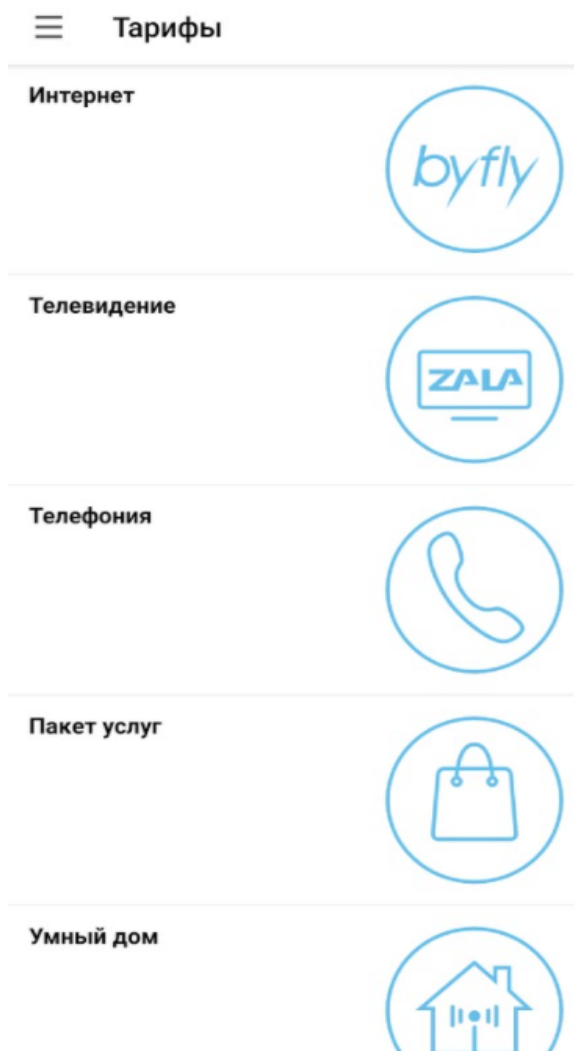 Тарифы
Интернет
byfly
Телевидение
ZALA
Телефония
Пакет услуг
Умный дом